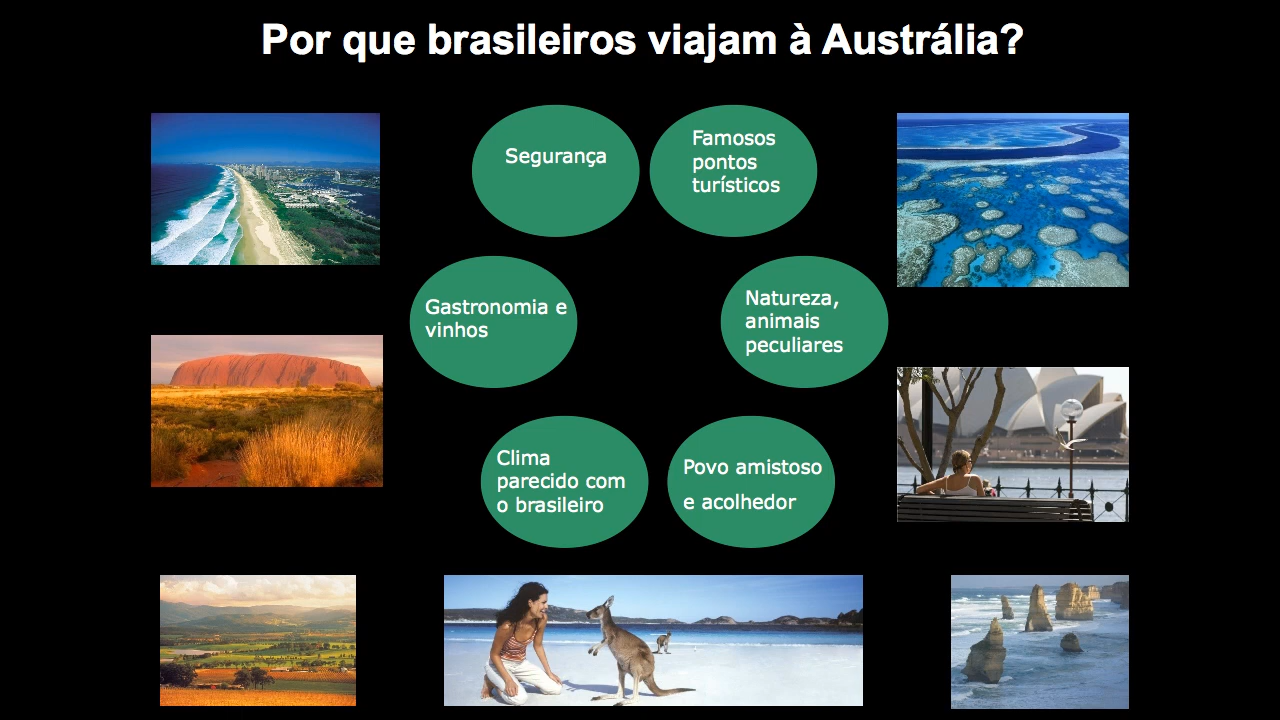 Por que brasileiros viajam à Austrália?
Segurança
Famosos
pontos
turísticos
Gastronomia e
vinhos
Natureza,
animais
peculiares
Clima
parecido com
o brasileiro
Povo amistoso
e acolhedor